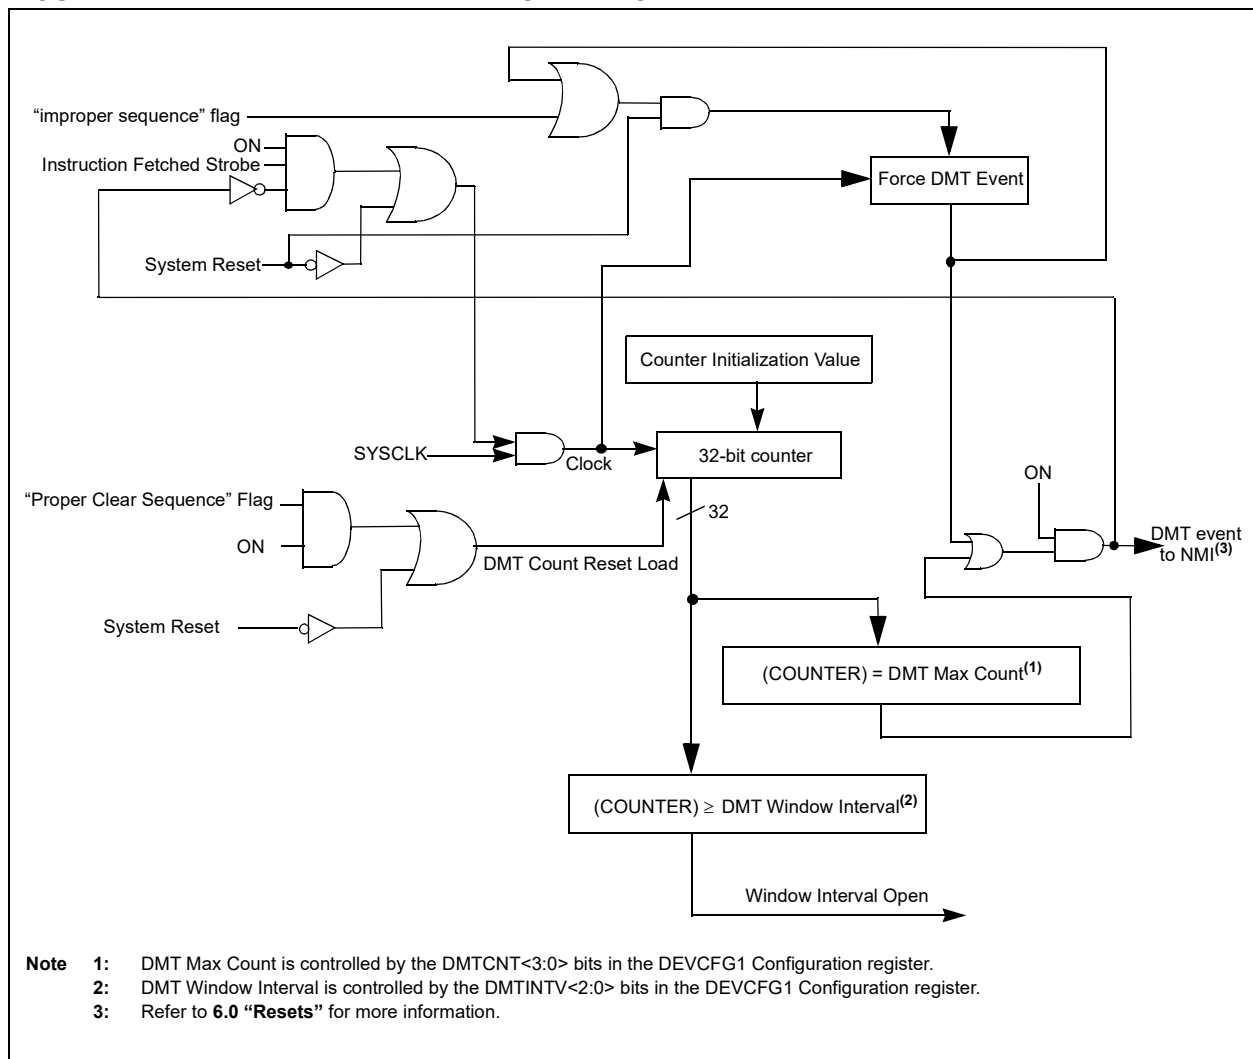 “improper sequence” flag
ON
Instruction Fetched Strobe
Force DMT Event
System Reset
Counter Initialization Value
SYSCLK
Clock
32-bit counter
“Proper Clear Sequence” Flag
ON
32
ON
DMT Count Reset Load
DMT event
to NMI(3)
System Reset
(COUNTER) = DMT Max Count(1)
(COUNTER) ≥ DMT Window Interval(2)
Window Interval Open
Note 1: DMT Max Count is controlled by the DMTCNT<3:0> bits in the DEVCFG1 Configuration register.
2: DMT Window Interval is controlled by the DMTINTV<2:0> bits in the DEVCFG1 Configuration register.
3: Refer to 6.0 “Resets” for more information.